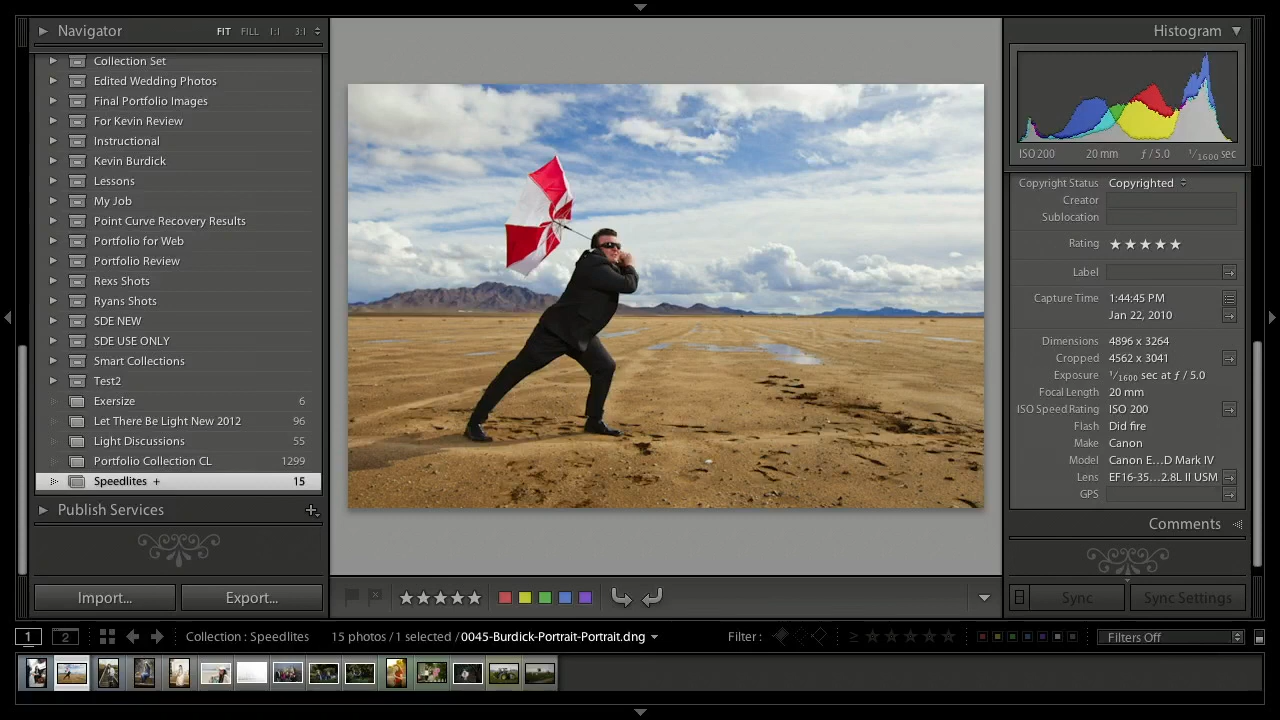 Navigator FIT FILL 1:1 3:1
Collection Set
Edited Wedding Photos
Final Portfolio Images
For Kevin Review
Instructional
Kevin Burdick
Lessons
My Job
Point Curve Recovery Results
Portfolio for Web
Portfolio Review
Rexs Shots
Ryans Shots
SDE NEW
SDE USE ONLY
Smart Collections
Test2
Exersize 6
Let There Be Light New 2012 96
Light Discussions 55
Portfolio Collection CL 1299
Speedlites + 15
Publish Services +
Import... Export...
Histogram
ISO 200 20 mm ƒ / 5.0 1/1600 sec
Copyright Status Copyrighted
Creator
Sublocation
Rating ★★★★★
Label
Capture Time 1:44:45 PM
Jan 22, 2010
Dimensions 4896 x 3264
Cropped 4562 x 3041
Exposure 1/1600 sec at ƒ / 5.0
Focal Length 20 mm
ISO Speed Rating ISO 200
Flash Did fire
Make Canon
Model Canon E...D Mark IV
Lens EF16-35...2.8L II USM
GPS
Comments
Sync Sync Settings
1 2 Collection : Speedlites 15 photos / 1 selected / 0045-Burdick-Portrait-Portrait.dng Filter : ≥ Filters Off